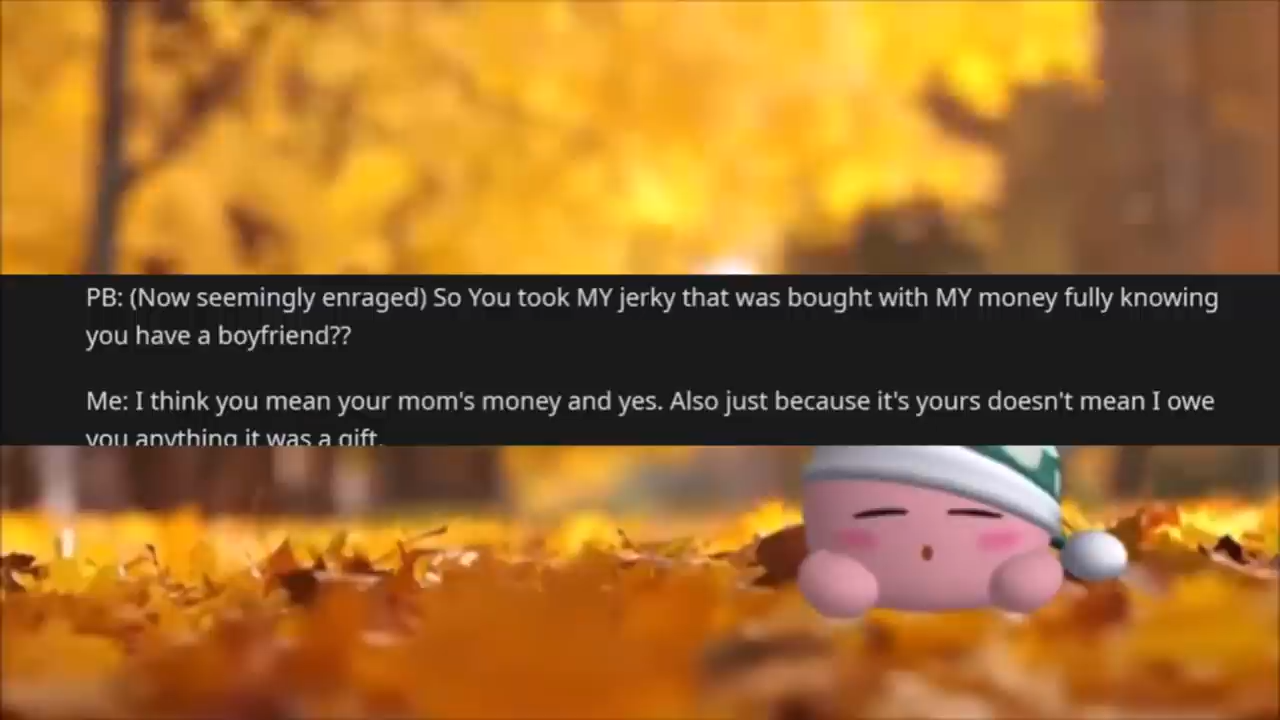 PB: (Now seemingly enraged) So You took MY jerky that was bought with MY money fully knowing
you have a boyfriend??
Me: I think you mean your mom's money and yes. Also just because it's yours doesn't mean I owe
you anything it was a gift.